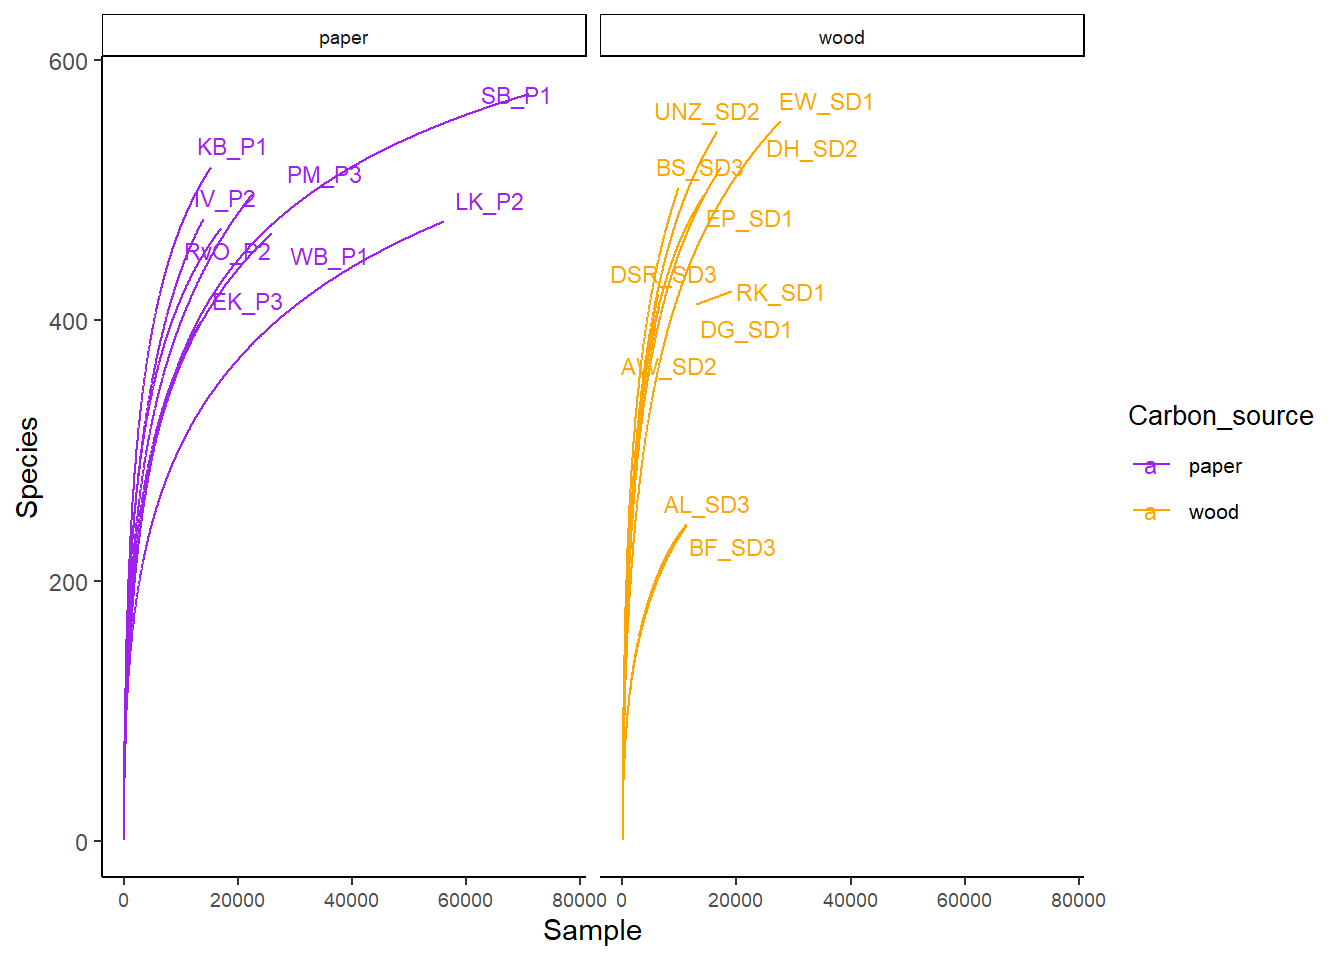 paper
wood
600
400
200
0
Species
SB_P1
KB_P1
PM_P3
IV_P2
LK_P2
RvO_P2
WB_P1
EK_P3
UNZ_SD2
EW_SD1
DH_SD2
BS_SD3
EP_SD1
DSR_SD3
RK_SD1
DG_SD1
AW_SD2
AL_SD3
BF_SD3
0 20000 40000 60000 80000
0 20000 40000 60000 80000
Sample
Carbon_source
a paper
a wood